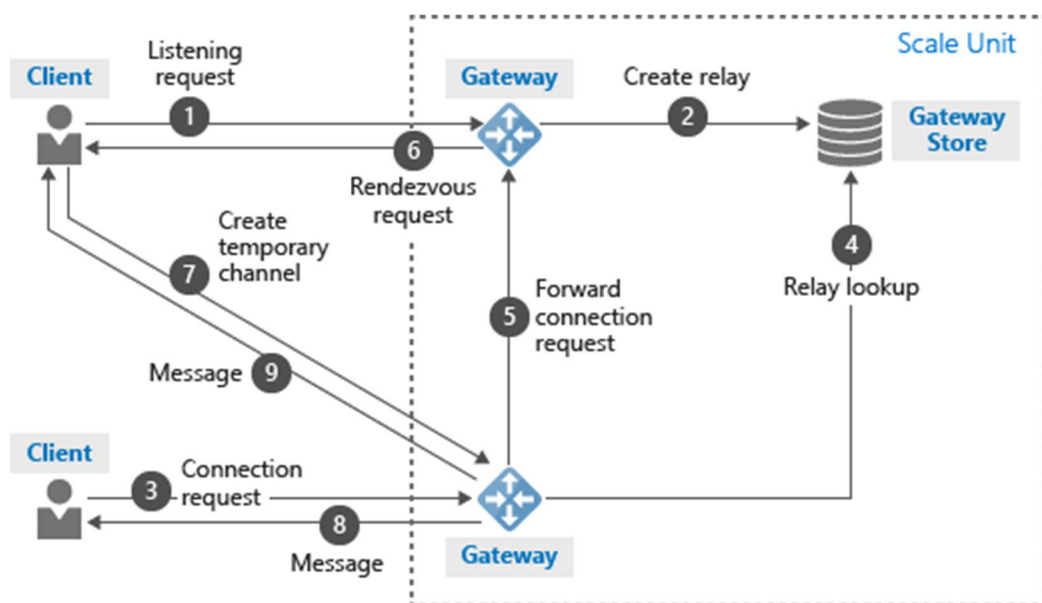 Scale Unit
Client
Listening
request
1
Gateway
Create relay
2
Gateway
Store
6
Rendezvous
request
Create
temporary
channel
7
4
Relay lookup
5
Forward
connection
request
Message
9
Client
3
Connection
request
8
Message
Gateway